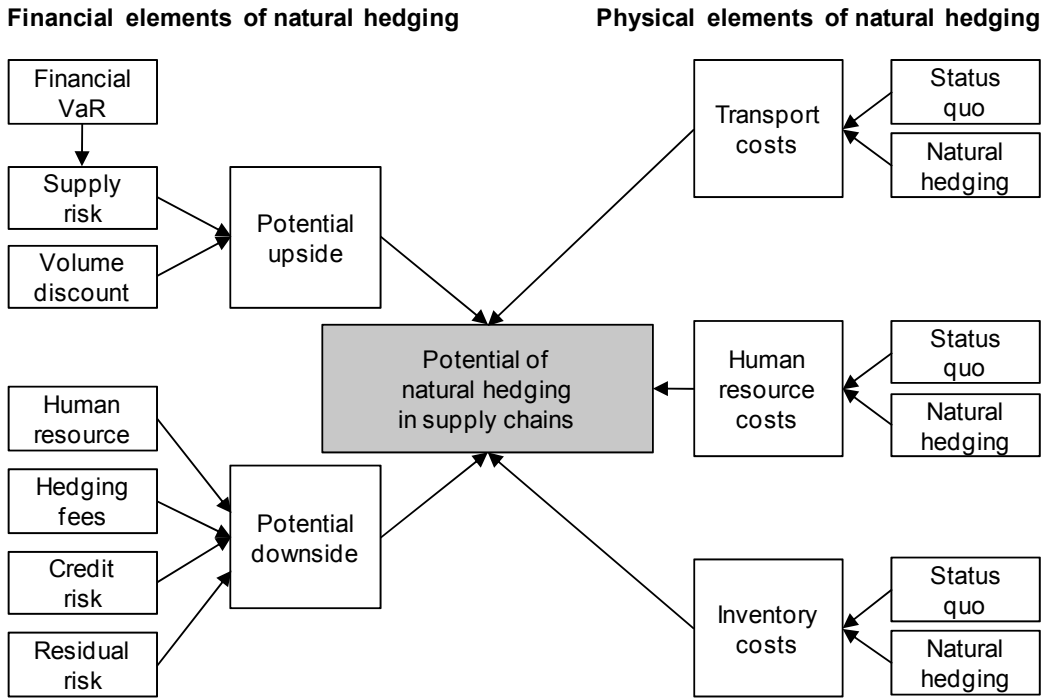 Financial elements of natural hedging
Physical elements of natural hedging
Financial
VaR
Supply
risk
Volume
discount
Potential
upside
Human
resource
Hedging
fees
Credit
risk
Residual
risk
Potential
downside
Potential of
natural hedging
in supply chains
Transport
costs
Status
quo
Natural
hedging
Human
resource
costs
Status
quo
Natural
hedging
Inventory
costs
Status
quo
Natural
hedging